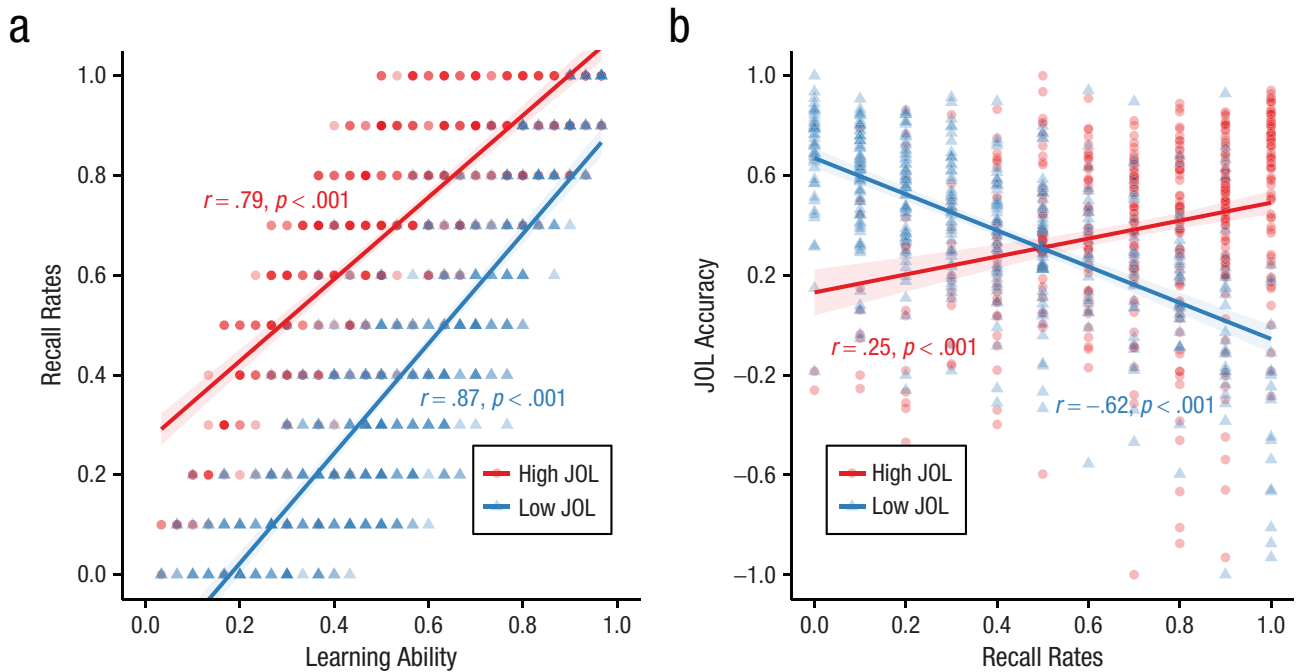 a
Recall Rates
1.0
0.8
0.6
0.4
0.2
0.0
r = .79, p < .001
r = .87, p < .001
High JOL
Low JOL
0.0 0.2 0.4 0.6 0.8 1.0
Learning Ability
b
JOL Accuracy
1.0
0.6
0.2
−0.2
−0.6
−1.0
r = .25, p < .001
r = −.62, p < .001
High JOL
Low JOL
0.0 0.2 0.4 0.6 0.8 1.0
Recall Rates